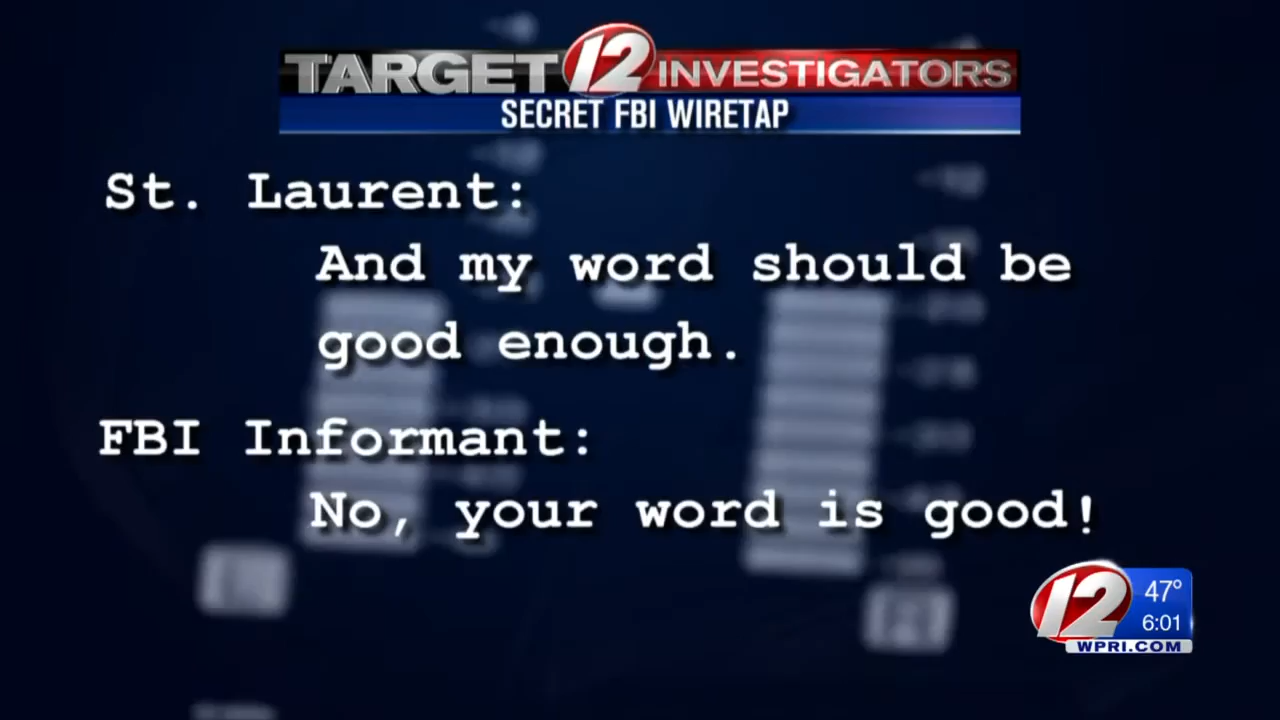 TARGET 12 INVESTIGATORS
SECRET FBI WIRETAP
St. Laurent:
And my word should be
good enough.
FBI Informant:
No, your word is good!
12 47°
6:01
WPRI.COM